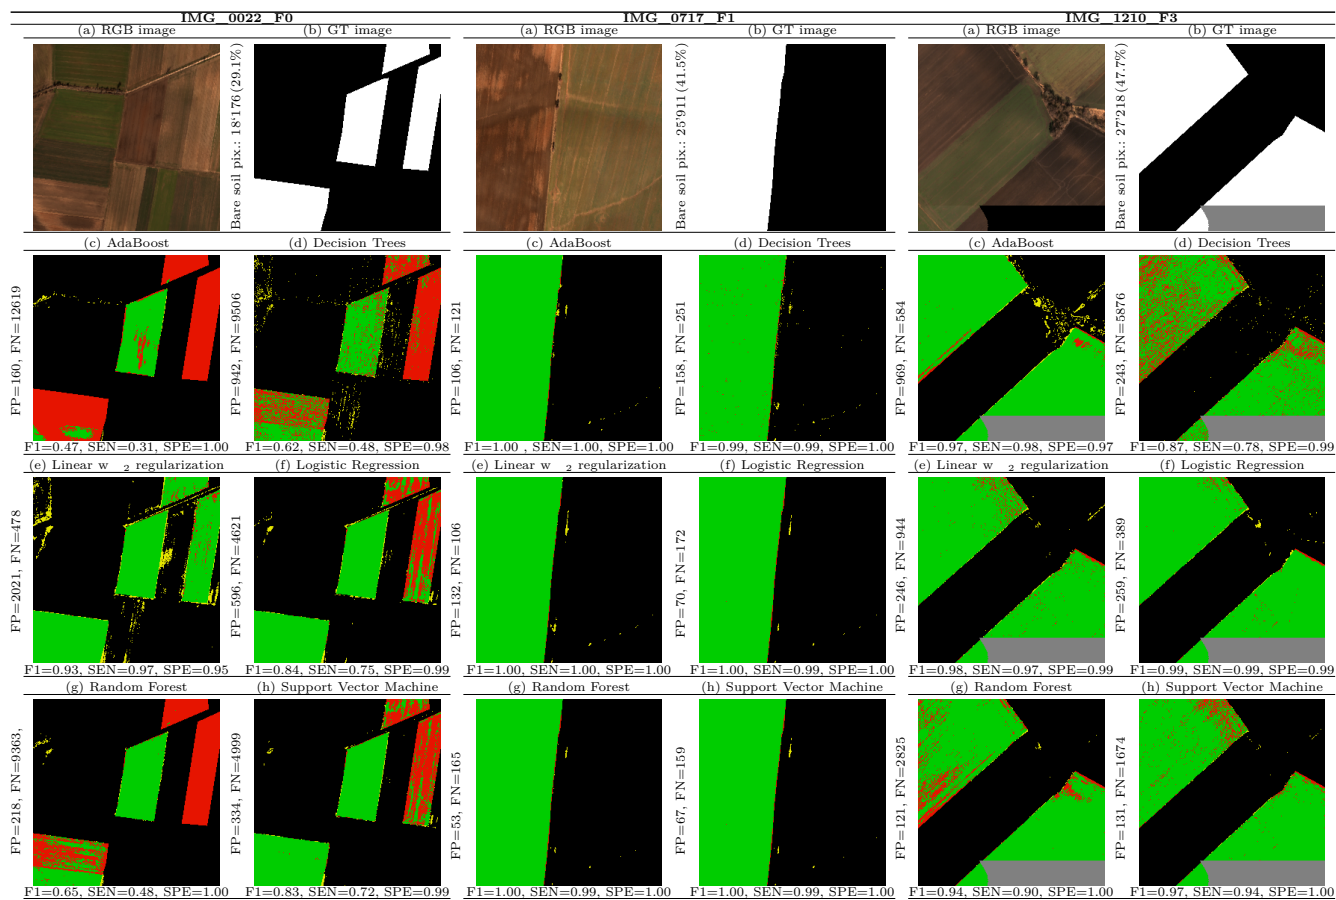 IMG_0022_F0 IMG_0717_F1 IMG_1210_F3
(a) RGB image (b) GT image (a) RGB image (b) GT image (a) RGB image (b) GT image
Bare soil pix.: 18‘176(29.1%)
Bare soil pix.: 25'911(41.5%)
Bare soil pix.: 27'218(47.7%)
(c) AdaBoost (d) Decision Trees (c) AdaBoost (d) Decision Trees (c) AdaBoost (d) Decision Trees
FP=160, FN=12619
FP=942, FN=9506
FP=106, FN=121
FP=158, FN=251
FP=969, FN=584
FP=243, FN=5876
F1=0.47, SEN=0.31, SPE=1.00 F1=0.62, SEN=0.48, SPE=0.98 F1=1.00 , SEN=1.00, SPE=1.00 F1=0.99, SEN=0.99, SPE=1.00 F1=0.97, SEN=0.98, SPE=0.97 F1=0.87, SEN=0.78, SPE=0.99
(e) Linear w 2 regularization (f) Logistic Regression (e) Linear w 2 regularization (f) Logistic Regression (e) Linear w 2 regularization (f) Logistic Regression
FP=2021, FN=478
FP=596, FN=4621
FP=132, FN=106
FP=70, FN=172
FP=246, FN=944
FP=259, FN=389
F1=0.93, SEN=0.97, SPE=0.95 F1=0.84, SEN=0.75, SPE=0.99 F1=1.00, SEN=1.00, SPE=1.00 F1=1.00, SEN=0.99, SPE=1.00 F1=0.98, SEN=0.97, SPE=0.99 F1=0.99, SEN=0.99, SPE=0.99
(g) Random Forest (h) Support Vector Machine (g) Random Forest (h) Support Vector Machine (g) Random Forest (h) Support Vector Machine
FP=218, FN=9363,
FP=334, FN=4999
FP=53, FN=165
FP=67, FN=159
FP=121, FN=2825
FP=131, FN=1674
F1=0.65, SEN=0.48, SPE=1.00 F1=0.83, SEN=0.72, SPE=0.99 F1=1.00, SEN=0.99, SPE=1.00 F1=1.00, SEN=0.99, SPE=1.00 F1=0.94, SEN=0.90, SPE=1.00 F1=0.97, SEN=0.94, SPE=1.00